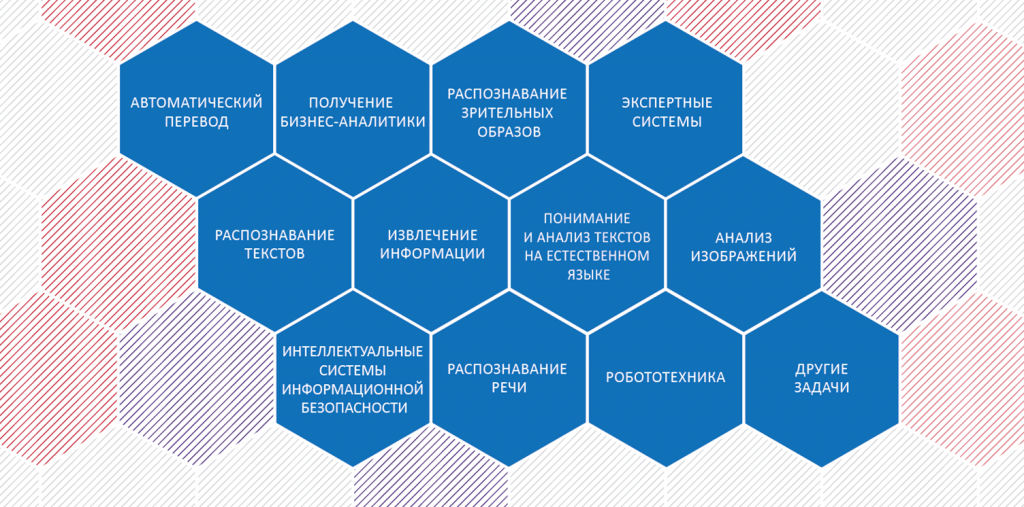 АВТОМАТИЧЕСКИЙ
ПЕРЕВОД
ПОЛУЧЕНИЕ
БИЗНЕС-АНАЛИТИКИ
РАСПОЗНАВАНИЕ
ЗРИТЕЛЬНЫХ
ОБРАЗОВ
ЭКСПЕРТНЫЕ
СИСТЕМЫ
РАСПОЗНАВАНИЕ
ТЕКСТОВ
ИЗВЛЕЧЕНИЕ
ИНФОРМАЦИИ
ПОНИМАНИЕ
И АНАЛИЗ ТЕКСТОВ
НА ЕСТЕСТВЕННОМ
ЯЗЫКЕ
АНАЛИЗ
ИЗОБРАЖЕНИЙ
ИНТЕЛЛЕКТУАЛЬНЫЕ
СИСТЕМЫ
ИНФОРМАЦИОННОЙ
БЕЗОПАСНОСТИ
РАСПОЗНАВАНИЕ
РЕЧИ
РОБОТОТЕХНИКА
ДРУГИЕ
ЗАДАЧИ